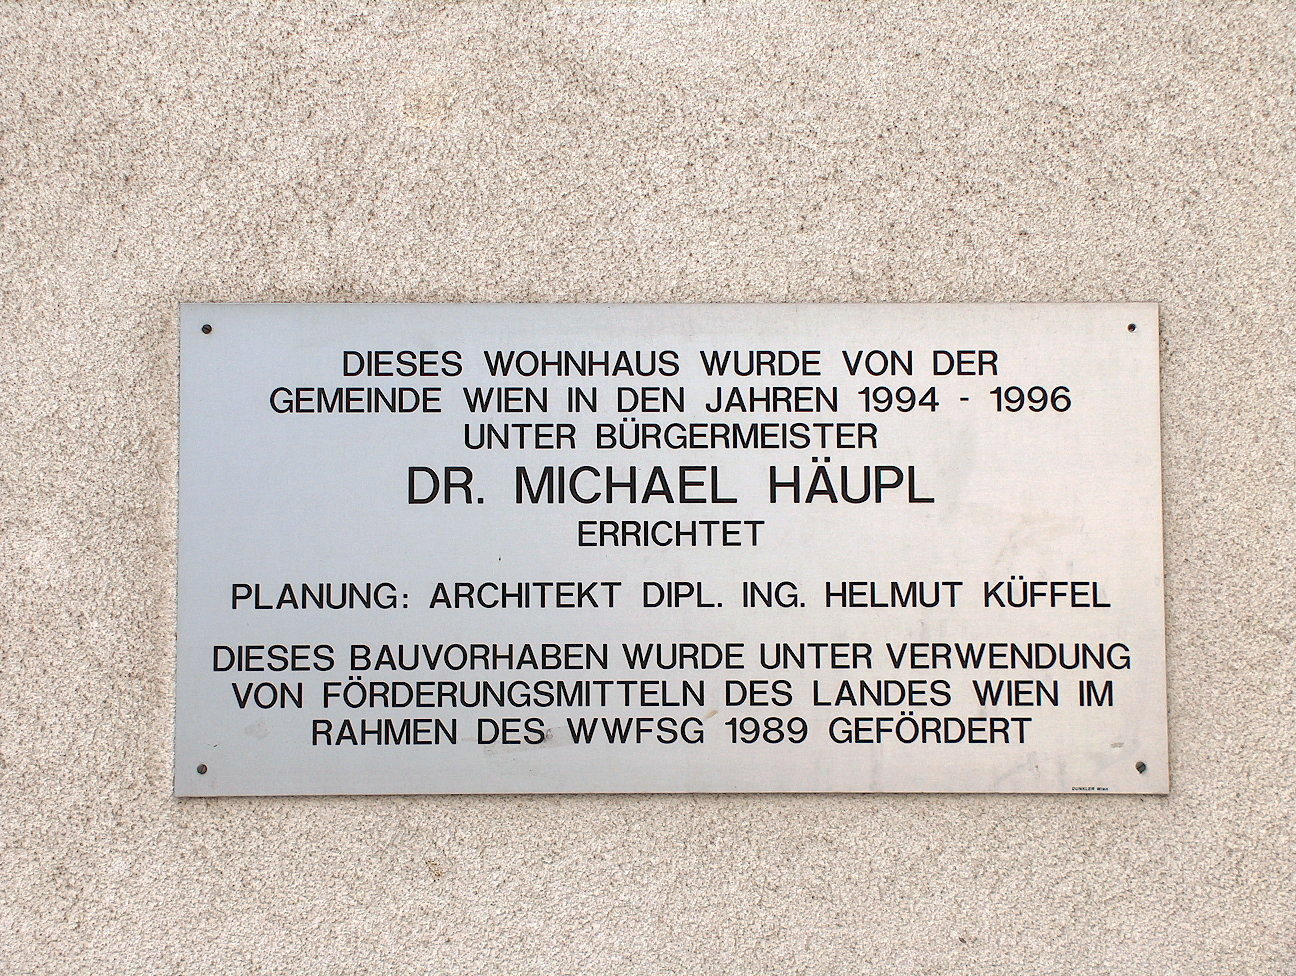 DIESES WOHNHAUS WURDE VON DER
GEMEINDE WIEN IN DEN JAHREN 1994 - 1996
UNTER BÜRGERMEISTER
DR. MICHAEL HÄUPL
ERRICHTET
PLANUNG: ARCHITEKT DIPL. ING. HELMUT KÜFFEL
DIESES BAUVORHABEN WURDE UNTER VERWENDUNG
VON FÖRDERUNGSMITTELN DES LANDES WIEN IM
RAHMEN DES WWFSG 1989 GEFÖRDERT
DUNKLER Wien